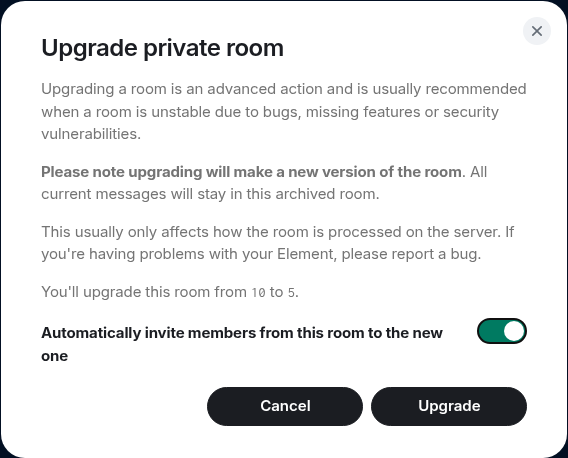 Upgrade private room
Upgrading a room is an advanced action and is usually recommended
when a room is unstable due to bugs, missing features or security
vulnerabilities.
Please note upgrading will make a new version of the room. All
current messages will stay in this archived room.
This usually only affects how the room is processed on the server. If
you're having problems with your Element, please report a bug.
You'll upgrade this room from 10 to 5.
Automatically invite members from this room to the new
one
Cancel Upgrade